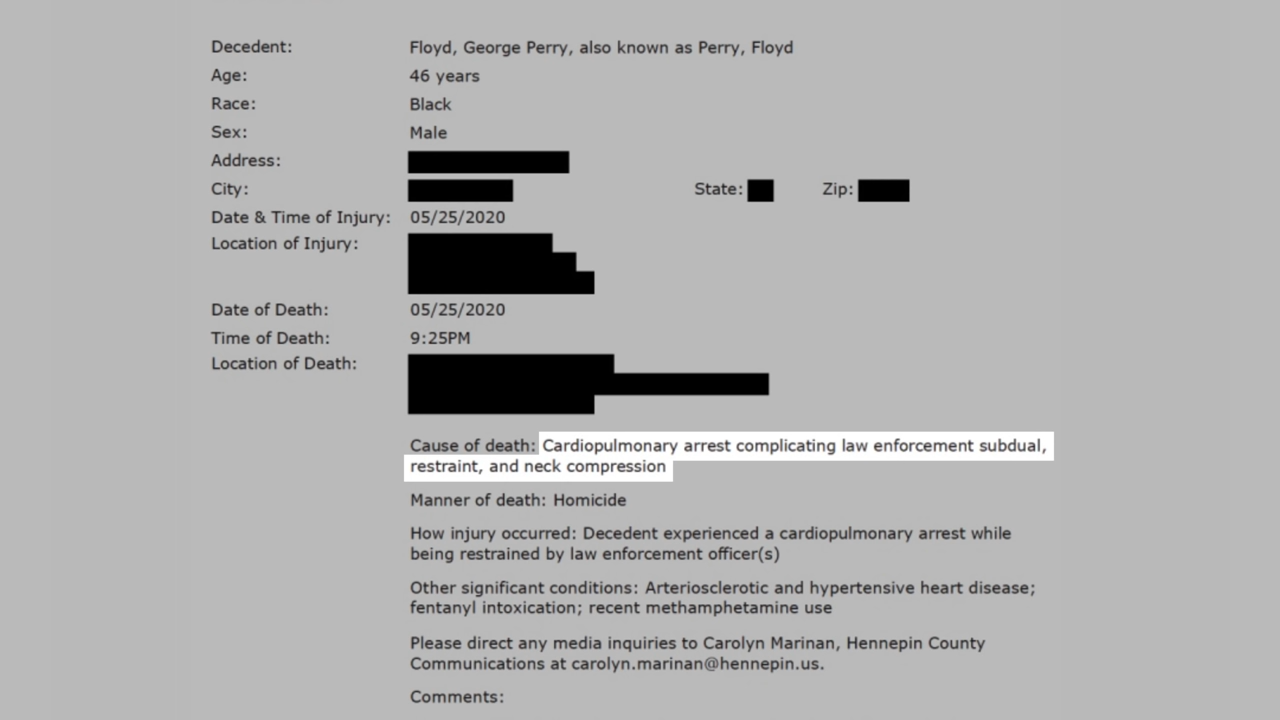 Decedent: Floyd, George Perry, also known as Perry, Floyd
Age: 46 years
Race: Black
Sex: Male
Address:
City: State: Zip:
Date & Time of Injury: 05/25/2020
Location of Injury:
Date of Death: 05/25/2020
Time of Death: 9:25PM
Location of Death:
Cause of death: Cardiopulmonary arrest complicating law enforcement subdual,
restraint, and neck compression
Manner of death: Homicide
How injury occurred: Decedent experienced a cardiopulmonary arrest while
being restrained by law enforcement officer(s)
Other significant conditions: Arteriosclerotic and hypertensive heart disease;
fentanyl intoxication; recent methamphetamine use
Please direct any media inquiries to Carolyn Marinan, Hennepin County
Communications at carolyn.marinan@hennepin.us.
Comments: